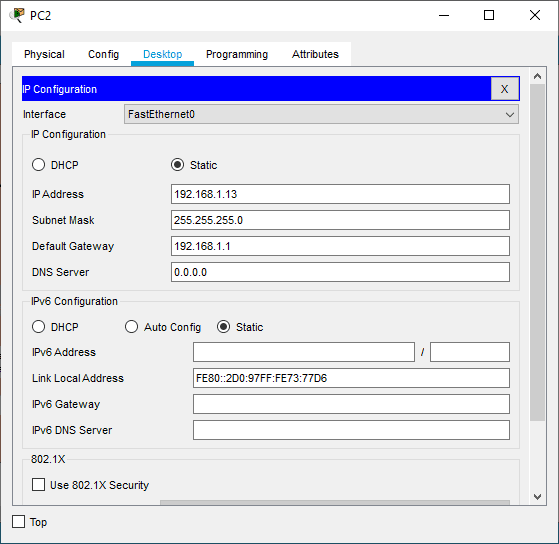 PC2
Physical Config Desktop Programming Attributes
IP Configuration X
Interface FastEthernet0
IP Configuration
DHCP Static
IP Address 192.168.1.13
Subnet Mask 255.255.255.0
Default Gateway 192.168.1.1
DNS Server 0.0.0.0
IPv6 Configuration
DHCP Auto Config Static
IPv6 Address /
Link Local Address FE80::2D0:97FF:FE73:77D6
IPv6 Gateway
IPv6 DNS Server
802.1X
Use 802.1X Security
Top